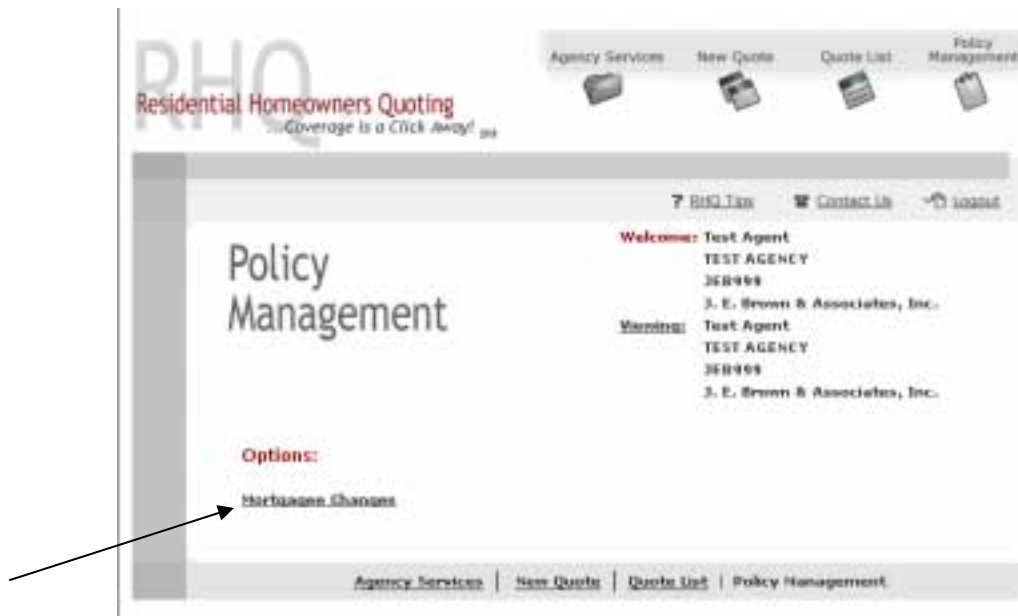 RHQ
Residential Homeowners Quoting
...Coverage is a Click Away!
Agency Services New Quote Quote List Policy Management
? RHQ Tips Contact Us Logout
Policy
Management
Welcome: Test Agent
TEST AGENCY
JEB999
J. E. Brown & Associates, Inc.
Test Agent
TEST AGENCY
JEB999
J. E. Brown & Associates, Inc.
Options:
Mortgagee Changes
Agency Services | New Quote | Quote List | Policy Management